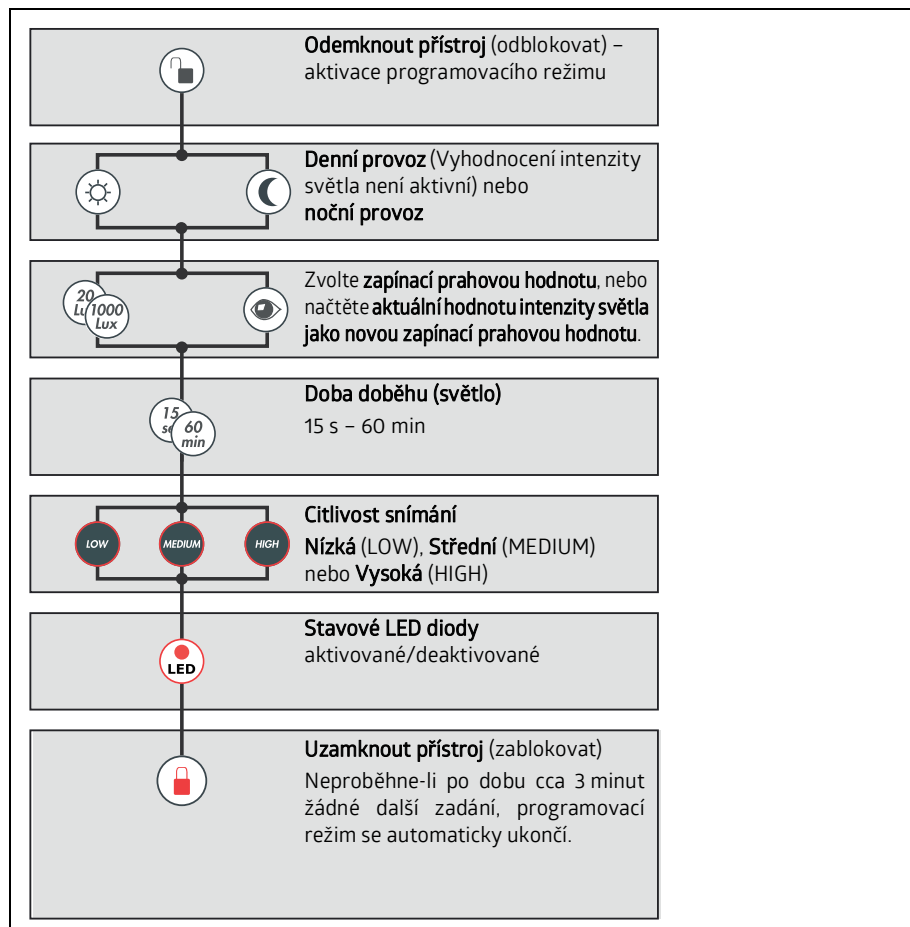 Odemknout přístroj (odblokovat) –
aktivace programovacího režimu
Denní provoz (Vyhodnocení intenzity
světla není aktivní) nebo
noční provoz
20
Lu
1000
Lux
Zvolte zapínací prahovou hodnotu, nebo
načtěte aktuální hodnotu intenzity světla
jako novou zapínací prahovou hodnotu.
15
se
60
min
Doba doběhu (světlo)
15 s – 60 min
LOW
MEDIUM
HIGH
Citlivost snímání
Nízká (LOW), Střední (MEDIUM)
nebo Vysoká (HIGH)
LED
Stavové LED diody
aktivované/deaktivované
Uzamknout přístroj (zablokovat)
Neproběhne-li po dobu cca 3 minut
žádné další zadání, programovací
režim se automaticky ukončí.